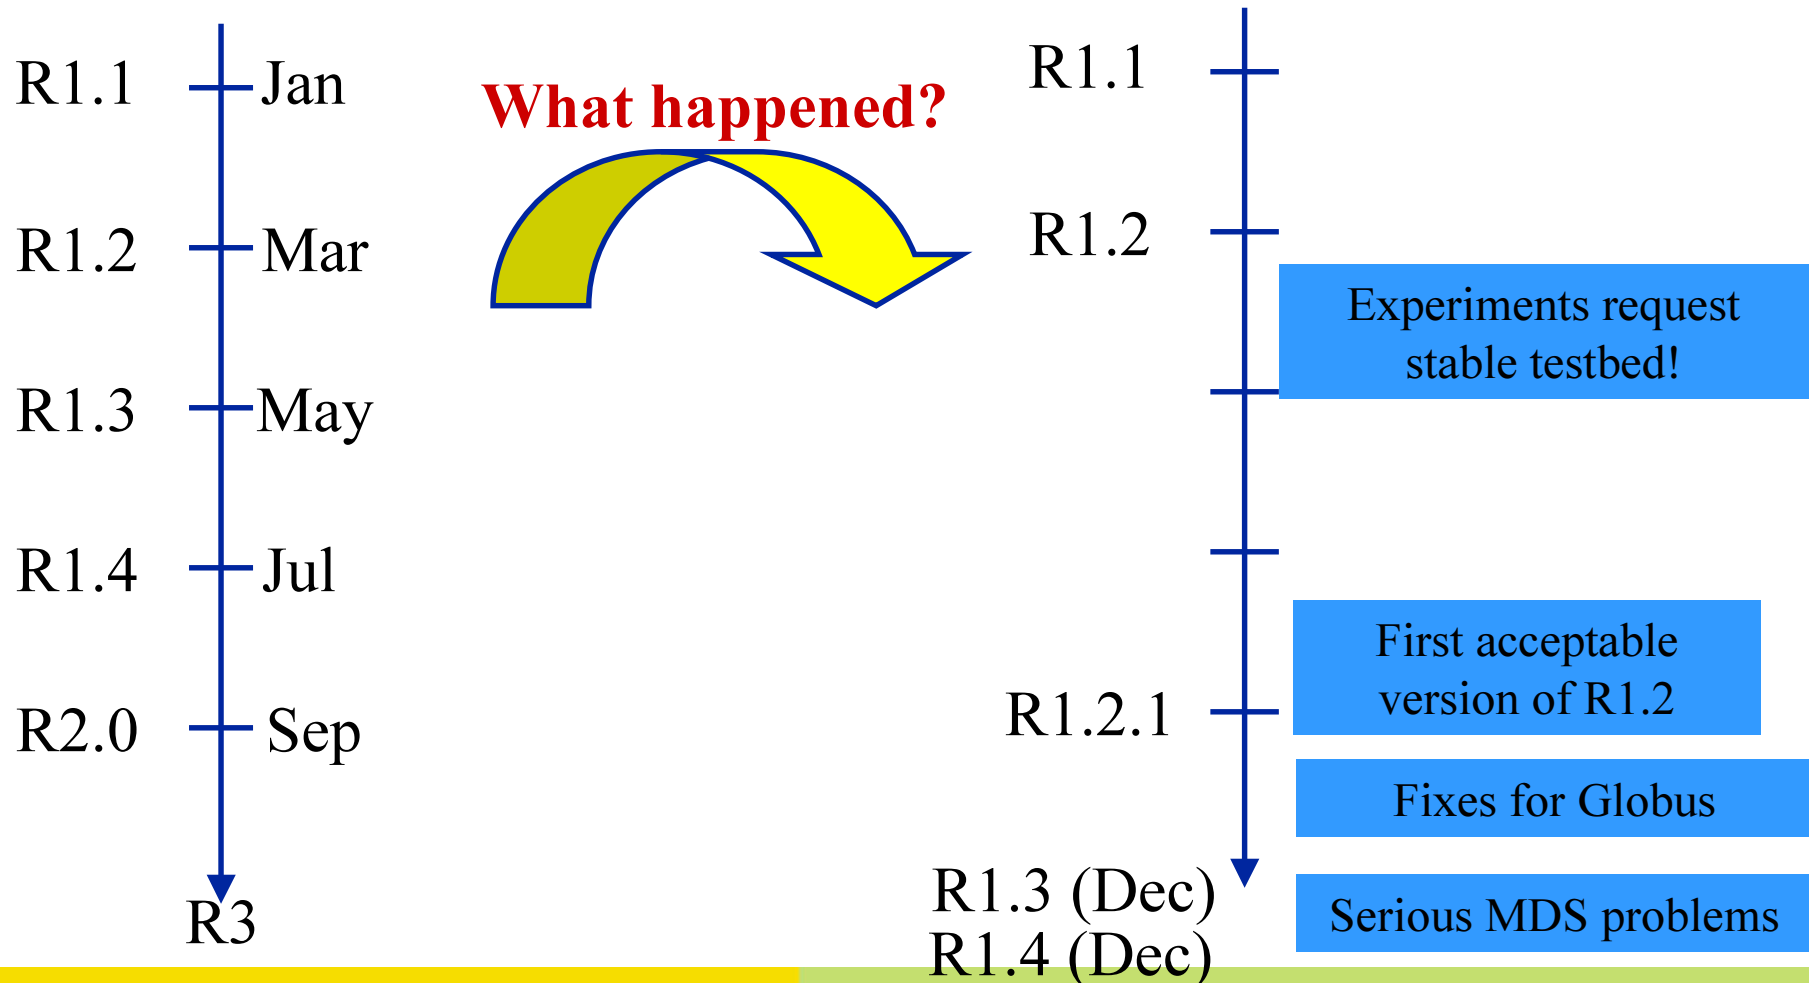 R1.1 Jan
R1.2 Mar
R1.3 May
R1.4 Jul
R2.0 Sep
R3
What happened?
R1.1
R1.2
Experiments request
stable testbed!
First acceptable
version of R1.2
R1.2.1
Fixes for Globus
R1.3 (Dec)
Serious MDS problems
R1.4 (Dec)